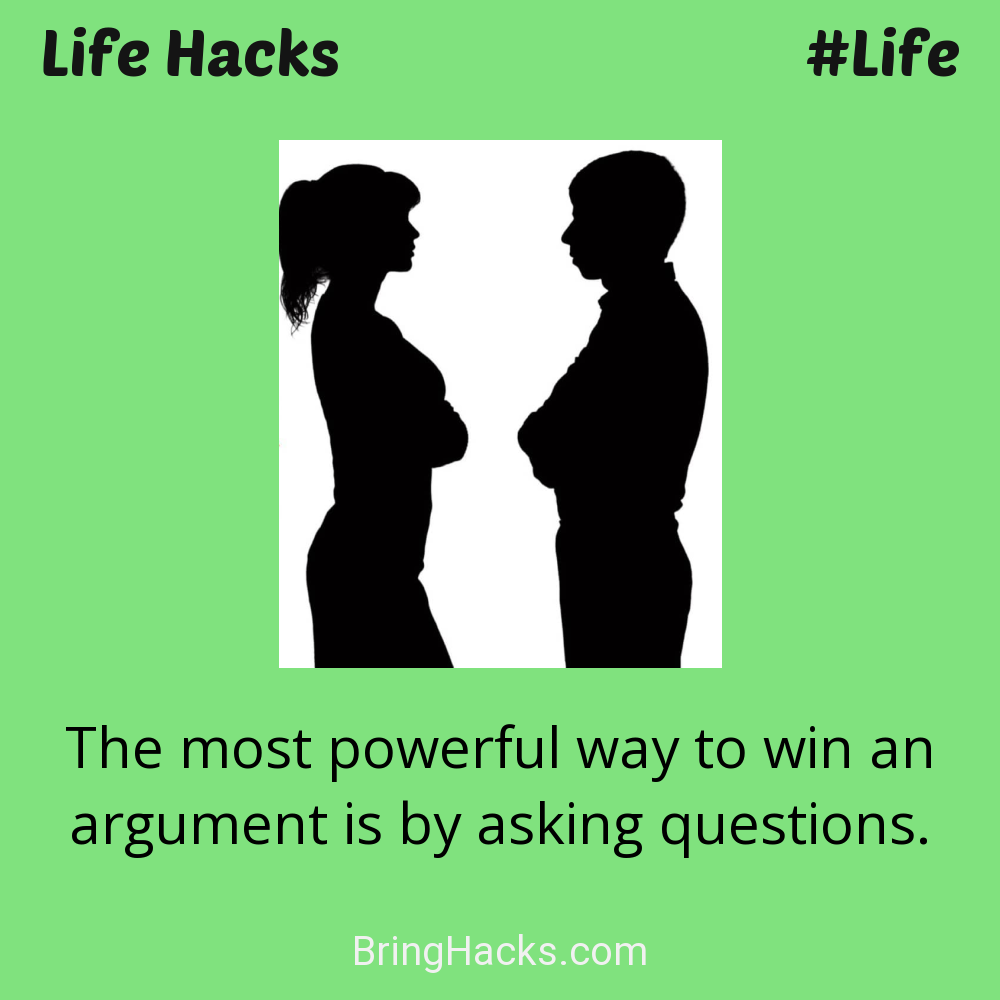 Life Hacks
#Life
The most powerful way to win an
argument is by asking questions.
BringHacks.com